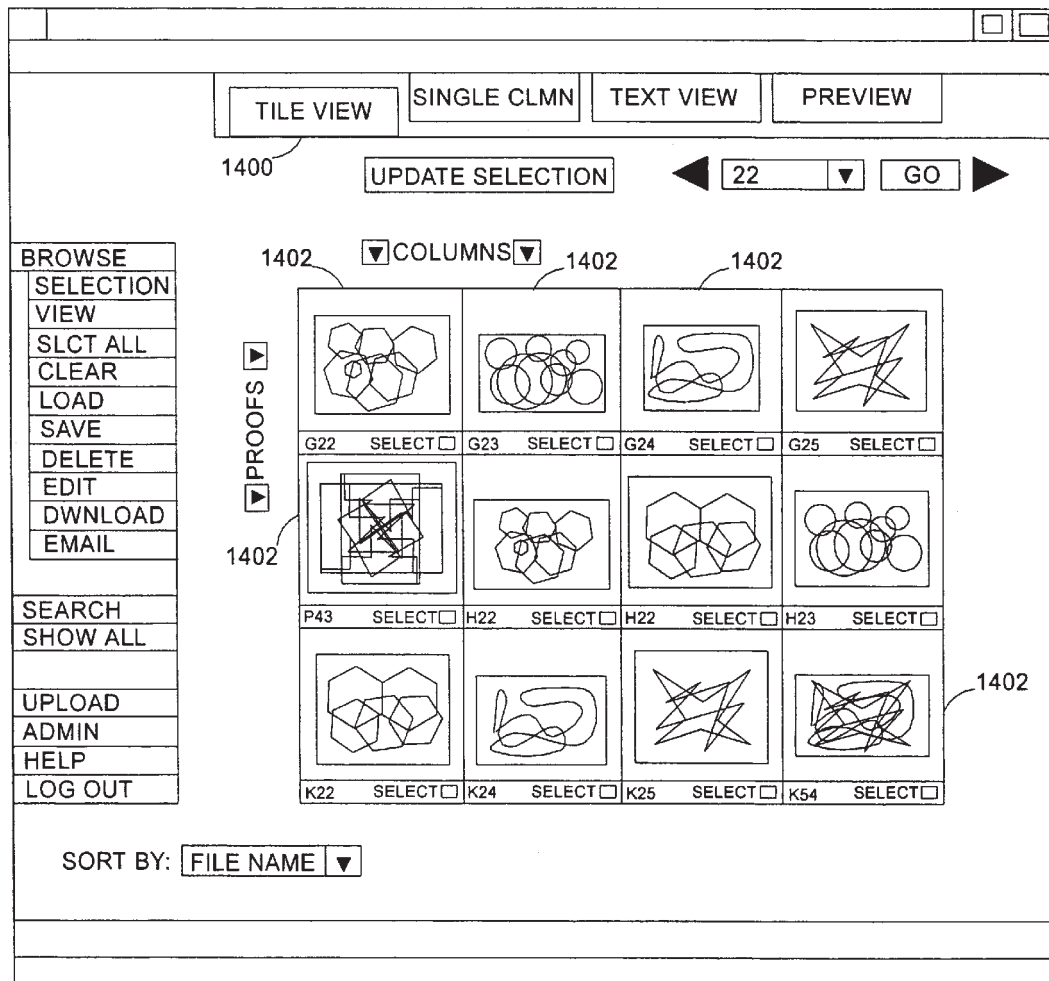 TILE VIEW SINGLE CLMN TEXT VIEW PREVIEW
1400
UPDATE SELECTION 22 GO
BROWSE
SELECTION
VIEW
SLCT ALL
CLEAR
LOAD
SAVE
DELETE
EDIT
DWNLOAD
EMAIL
SEARCH
SHOW ALL
UPLOAD
ADMIN
HELP
LOG OUT
COLUMNS
1402 1402 1402
PROOFS
G22 SELECT G23 SELECT G24 SELECT G25 SELECT
1402
P43 SELECT H22 SELECT H22 SELECT H23 SELECT
1402
K22 SELECT K24 SELECT K25 SELECT K54 SELECT
SORT BY: FILE NAME